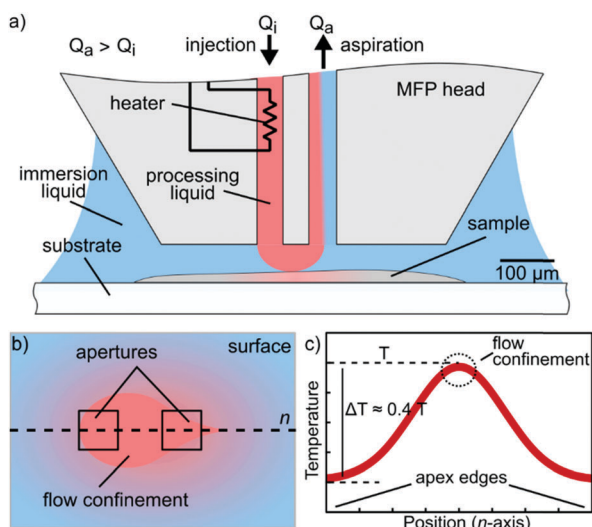 a)
Qₐ > Qᵢ
injection
Qᵢ
Qₐ
aspiration
heater
MFP head
immersion
liquid
processing
liquid
substrate
sample
100 µm
b)
apertures
surface
n
flow confinement
c)
T
flow
confinement
ΔT ≈ 0.4 T
Temperature
apex edges
Position (n-axis)